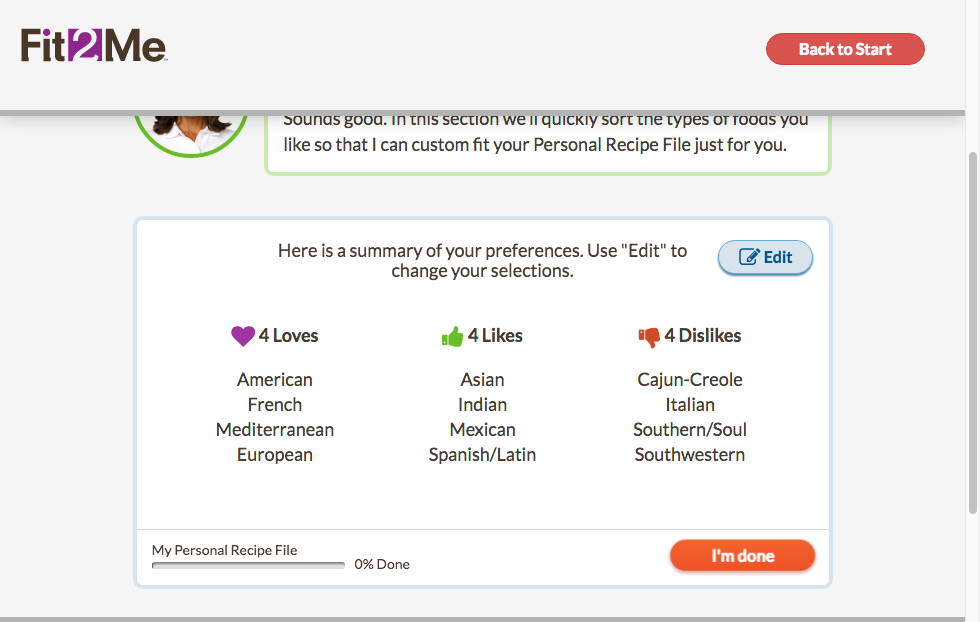 Fit2Me
Back to Start
Sounds good. In this section we'll quickly sort the types of foods you
like so that I can custom fit your Personal Recipe File just for you.
Here is a summary of your preferences. Use "Edit" to
change your selections.
Edit
4 Loves
American
French
Mediterranean
European
4 Likes
Asian
Indian
Mexican
Spanish/Latin
4 Dislikes
Cajun-Creole
Italian
Southern/Soul
Southwestern
My Personal Recipe File
0% Done
I'm done